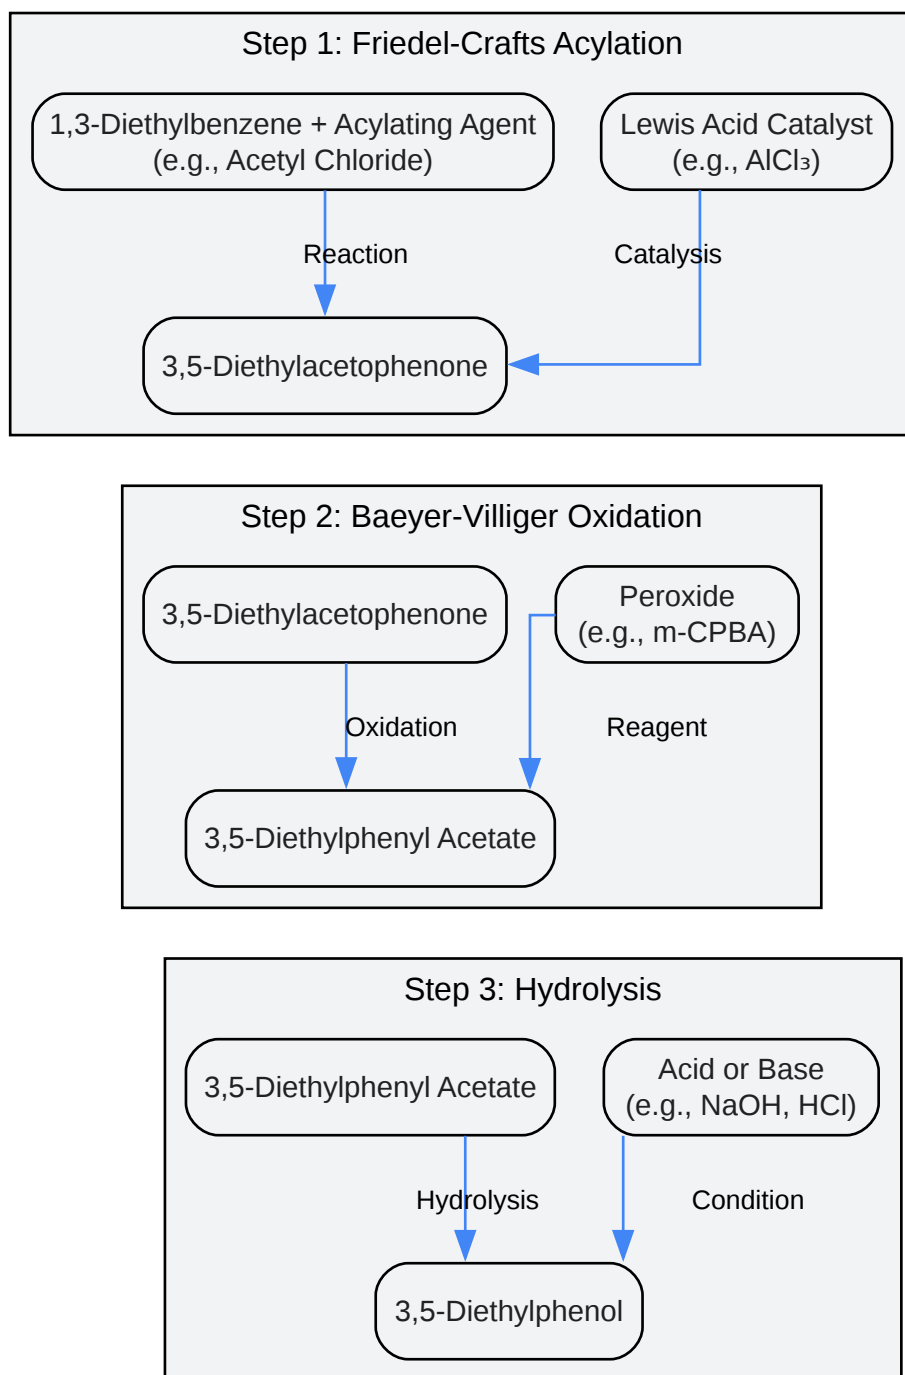 Step 1: Friedel-Crafts Acylation
1,3-Diethylbenzene + Acylating Agent
(e.g., Acetyl Chloride)
Lewis Acid Catalyst
(e.g., AlCl₃)
Reaction
Catalysis
3,5-Diethylacetophenone
Step 2: Baeyer-Villiger Oxidation
3,5-Diethylacetophenone
Peroxide
(e.g., m-CPBA)
Oxidation
Reagent
3,5-Diethylphenyl Acetate
Step 3: Hydrolysis
3,5-Diethylphenyl Acetate
Acid or Base
(e.g., NaOH, HCl)
Hydrolysis
Condition
3,5-Diethylphenol